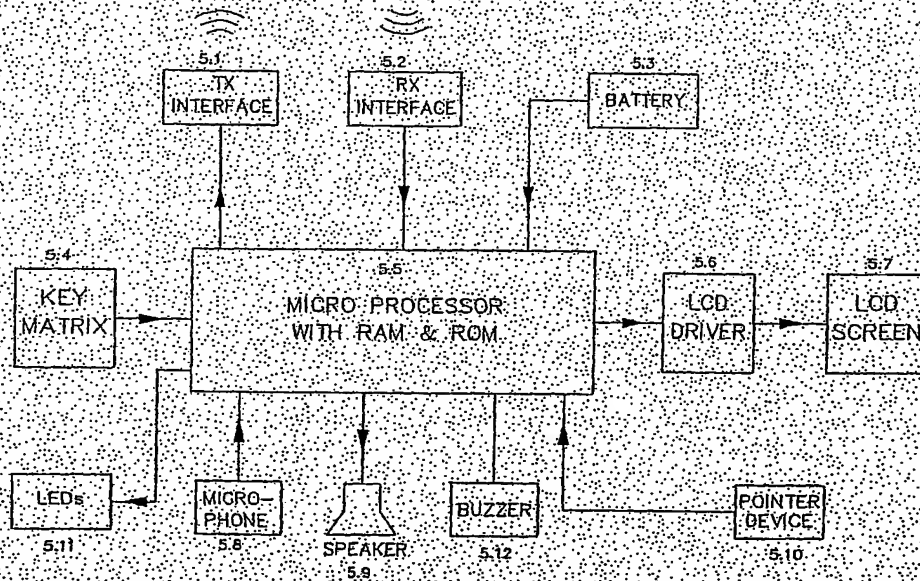 5.1
TX
INTERFACE
5.2
RX
INTERFACE
5.3
BATTERY
5.4
KEY
MATRIX
5.5
MICRO PROCESSOR
WITH RAM & ROM
5.6
LCD
DRIVER
5.7
LCD
SCREEN
LEDs
5.11
MICRO-
PHONE
5.8
SPEAKER
5.9
BUZZER
5.12
POINTER
DEVICE
5.10